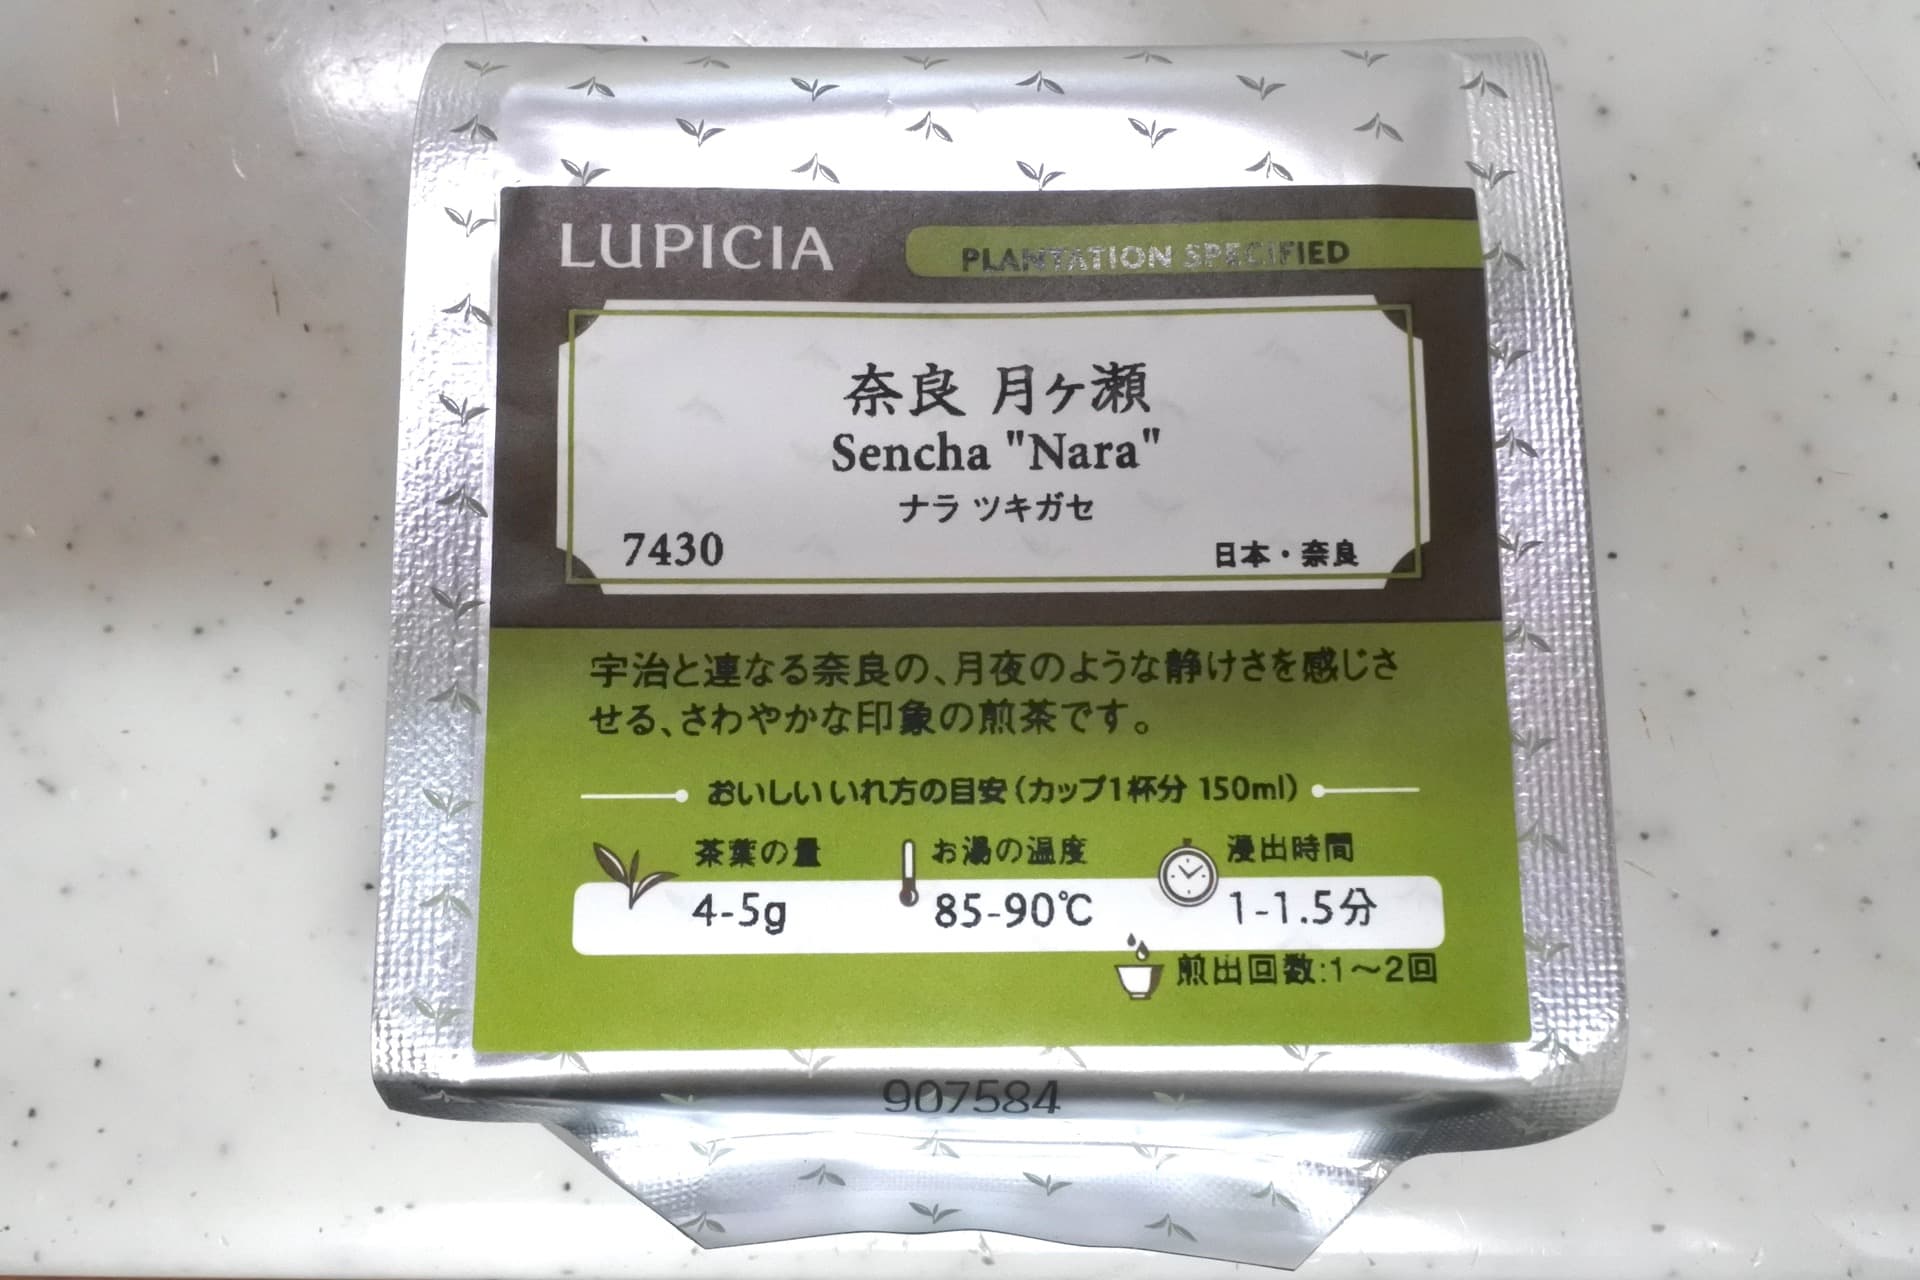 LUPICIA
PLANTATION SPECIFIED
奈良 月ヶ瀬
Sencha "Nara"
ナラ ツキガセ
7430
日本・奈良
宇治と連なる奈良の、月夜のような静けさを感じさ
せる、さわやかな印象の煎茶です。
おいしいいれ方の目安(カップ1杯分 150ml)
茶葉の量
お湯の温度
浸出時間
4-5g
85-90℃
1-1.5分
煎出回数:1～2回
907584